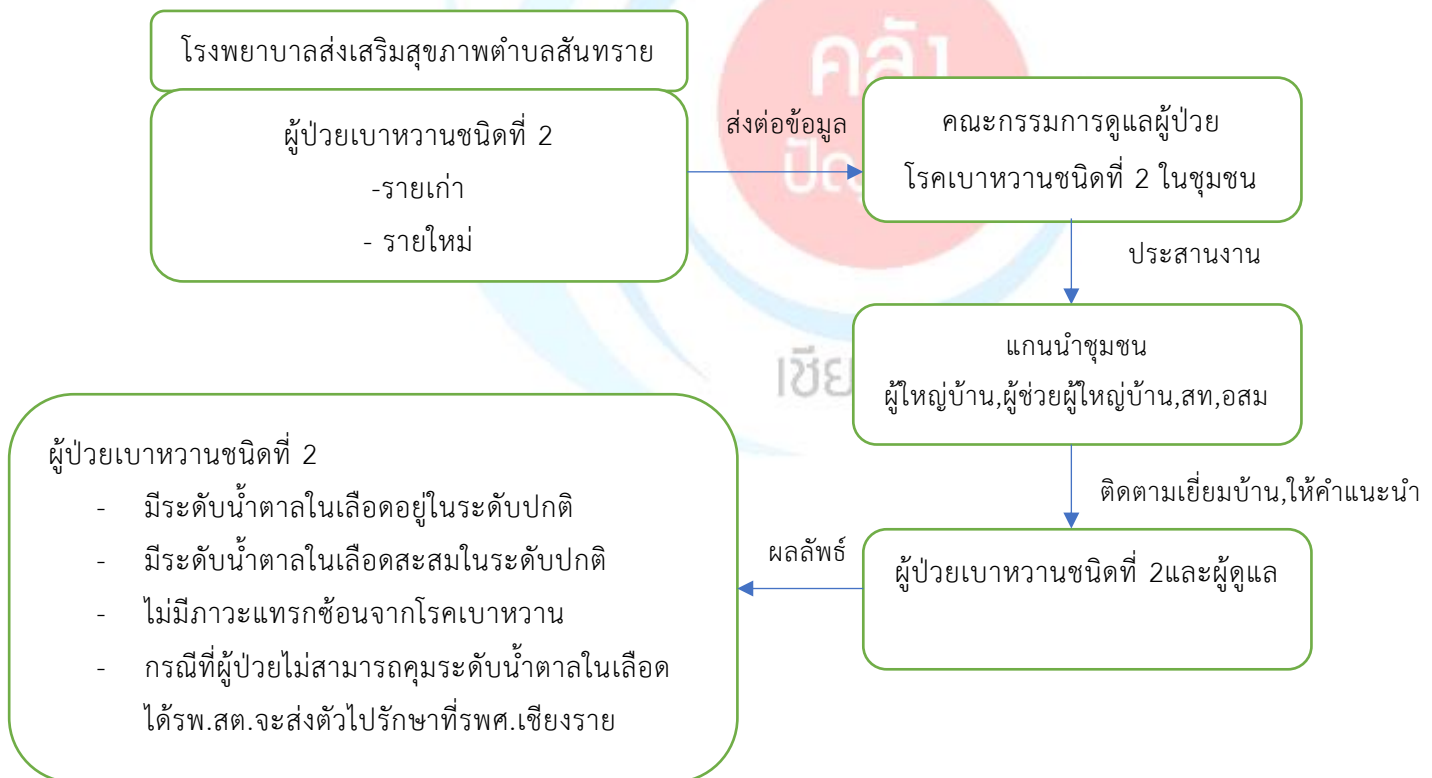 โรงพยาบาลส่งเสริมสุขภาพตำบลสันทราย
ผู้ป่วยเบาหวานชนิดที่ 2
-รายเก่า
- รายใหม่
ส่งต่อข้อมูล
คณะกรรมการดูแลผู้ป่วย
โรคเบาหวานชนิดที่ 2 ในชุมชน
ประสานงาน
แกนนำชุมชน
ผู้ใหญ่บ้าน,ผู้ช่วยผู้ใหญ่บ้าน,สท,อสม
ติดตามเยี่ยมบ้าน,ให้คำแนะนำ
ผู้ป่วยเบาหวานชนิดที่ 2และผู้ดูแล
ผลลัพธ์
ผู้ป่วยเบาหวานชนิดที่ 2
- มีระดับน้ำตาลในเลือดอยู่ในระดับปกติ
- มีระดับน้ำตาลในเลือดสะสมในระดับปกติ
- ไม่มีภาวะแทรกซ้อนจากโรคเบาหวาน
- กรณีที่ผู้ป่วยไม่สามารถคุมระดับน้ำตาลในเลือด
ได้รพ.สต.จะส่งตัวไปรักษาที่รพศ.เชียงราย
คลัง